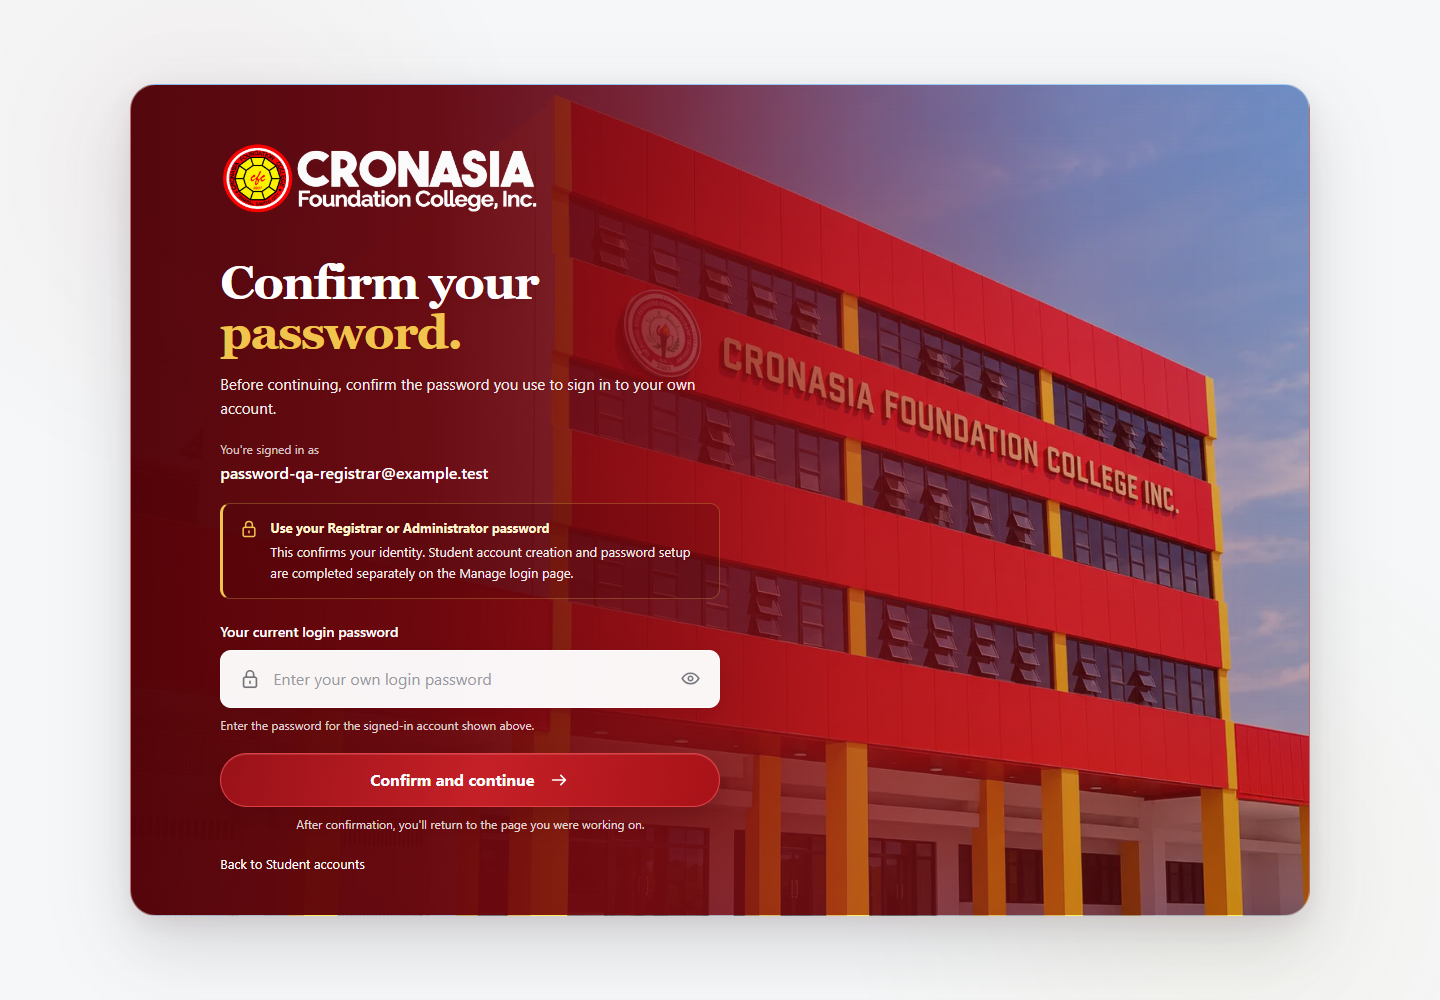 cfc
CRONASIA
Foundation College, Inc.
Confirm your
password.
Before continuing, confirm the password you use to sign in to your own
account.
You're signed in as
password-qa-registrar@example.test
Use your Registrar or Administrator password
This confirms your identity. Student account creation and password setup
are completed separately on the Manage login page.
Your current login password
Enter your own login password
Enter the password for the signed-in account shown above.
Confirm and continue →
After confirmation, you'll return to the page you were working on.
Back to Student accounts
CRONASIA FOUNDATION COLLEGE INC.